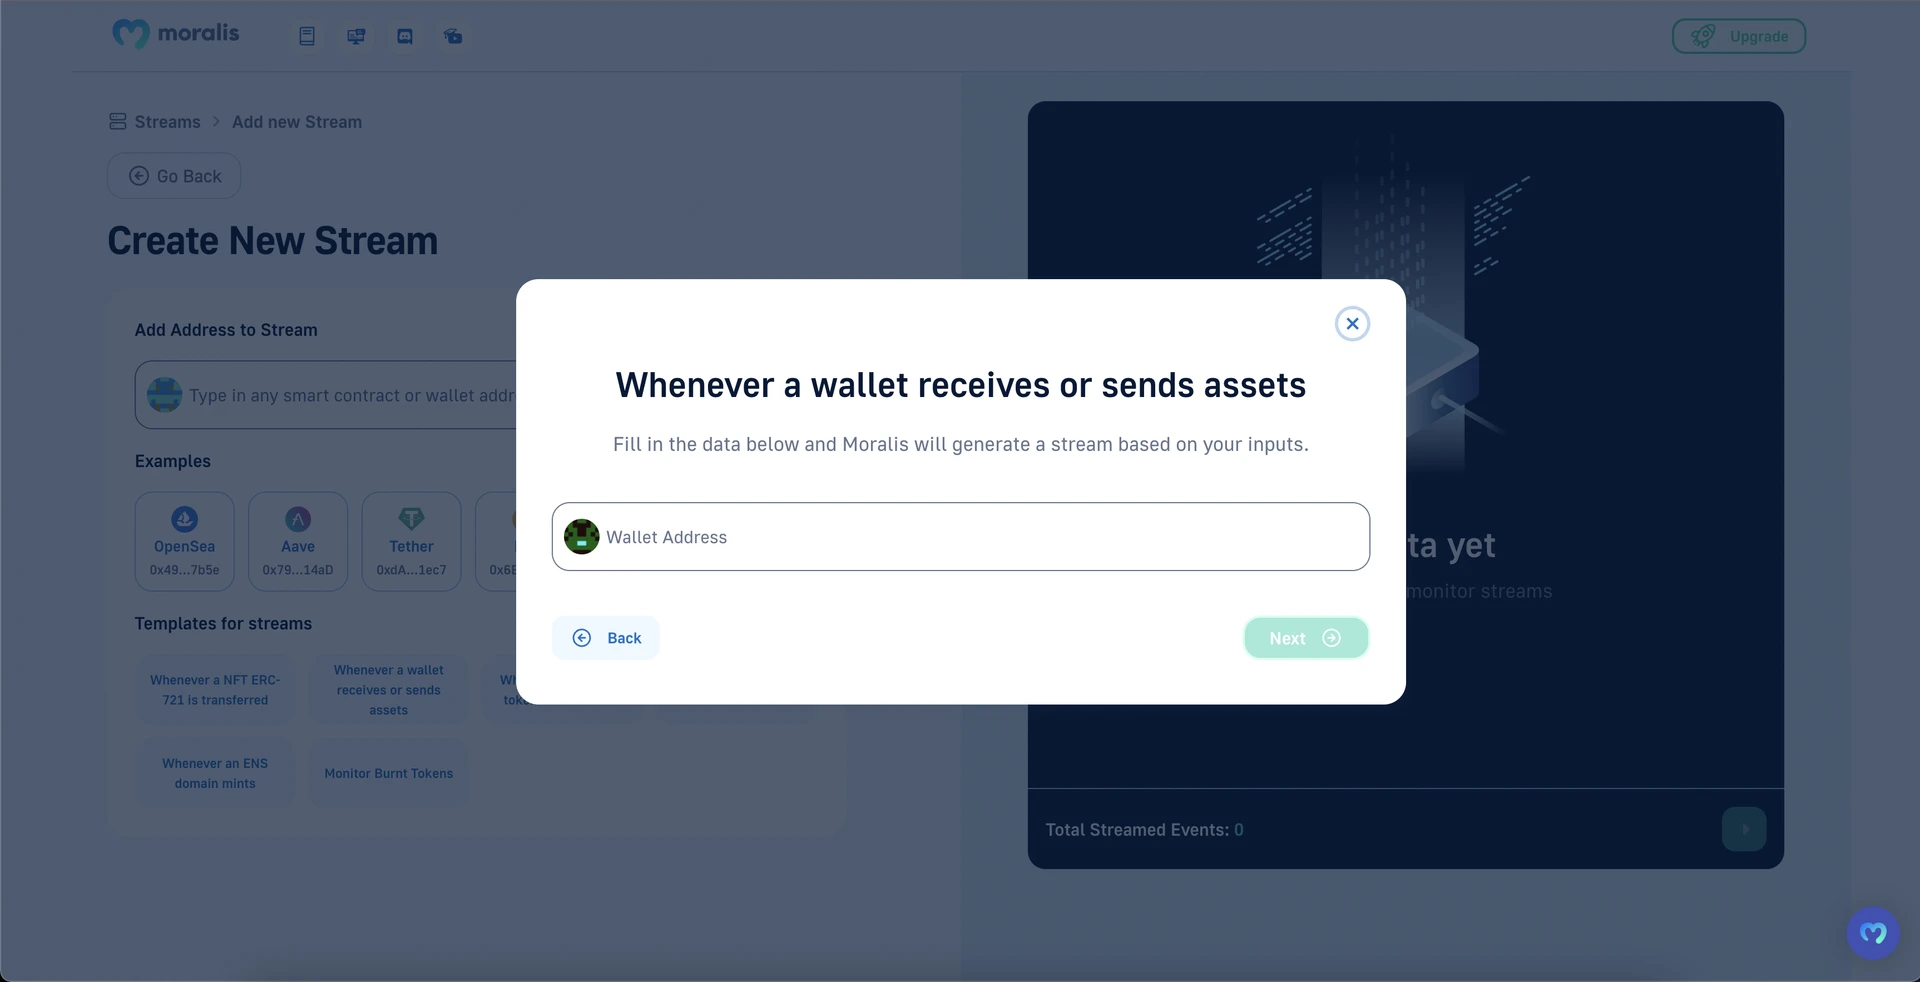 moralis
Upgrade
Streams > Add new Stream
Go Back
Create New Stream
Add Address to Stream
Type in any smart contract or wallet addr
Examples
OpenSea
0x49...7b5e
Aave
0x79...14aD
Tether
0xdA...1ec7
Templates for streams
Whenever a NFT ERC-
721 is transferred
Whenever a wallet
receives or sends
assets
Whenever an ENS
domain mints
Monitor Burnt Tokens
Whenever a wallet receives or sends assets
Fill in the data below and Moralis will generate a stream based on your inputs.
Wallet Address
Back
Next
yet
monitor streams
Total Streamed Events: 0